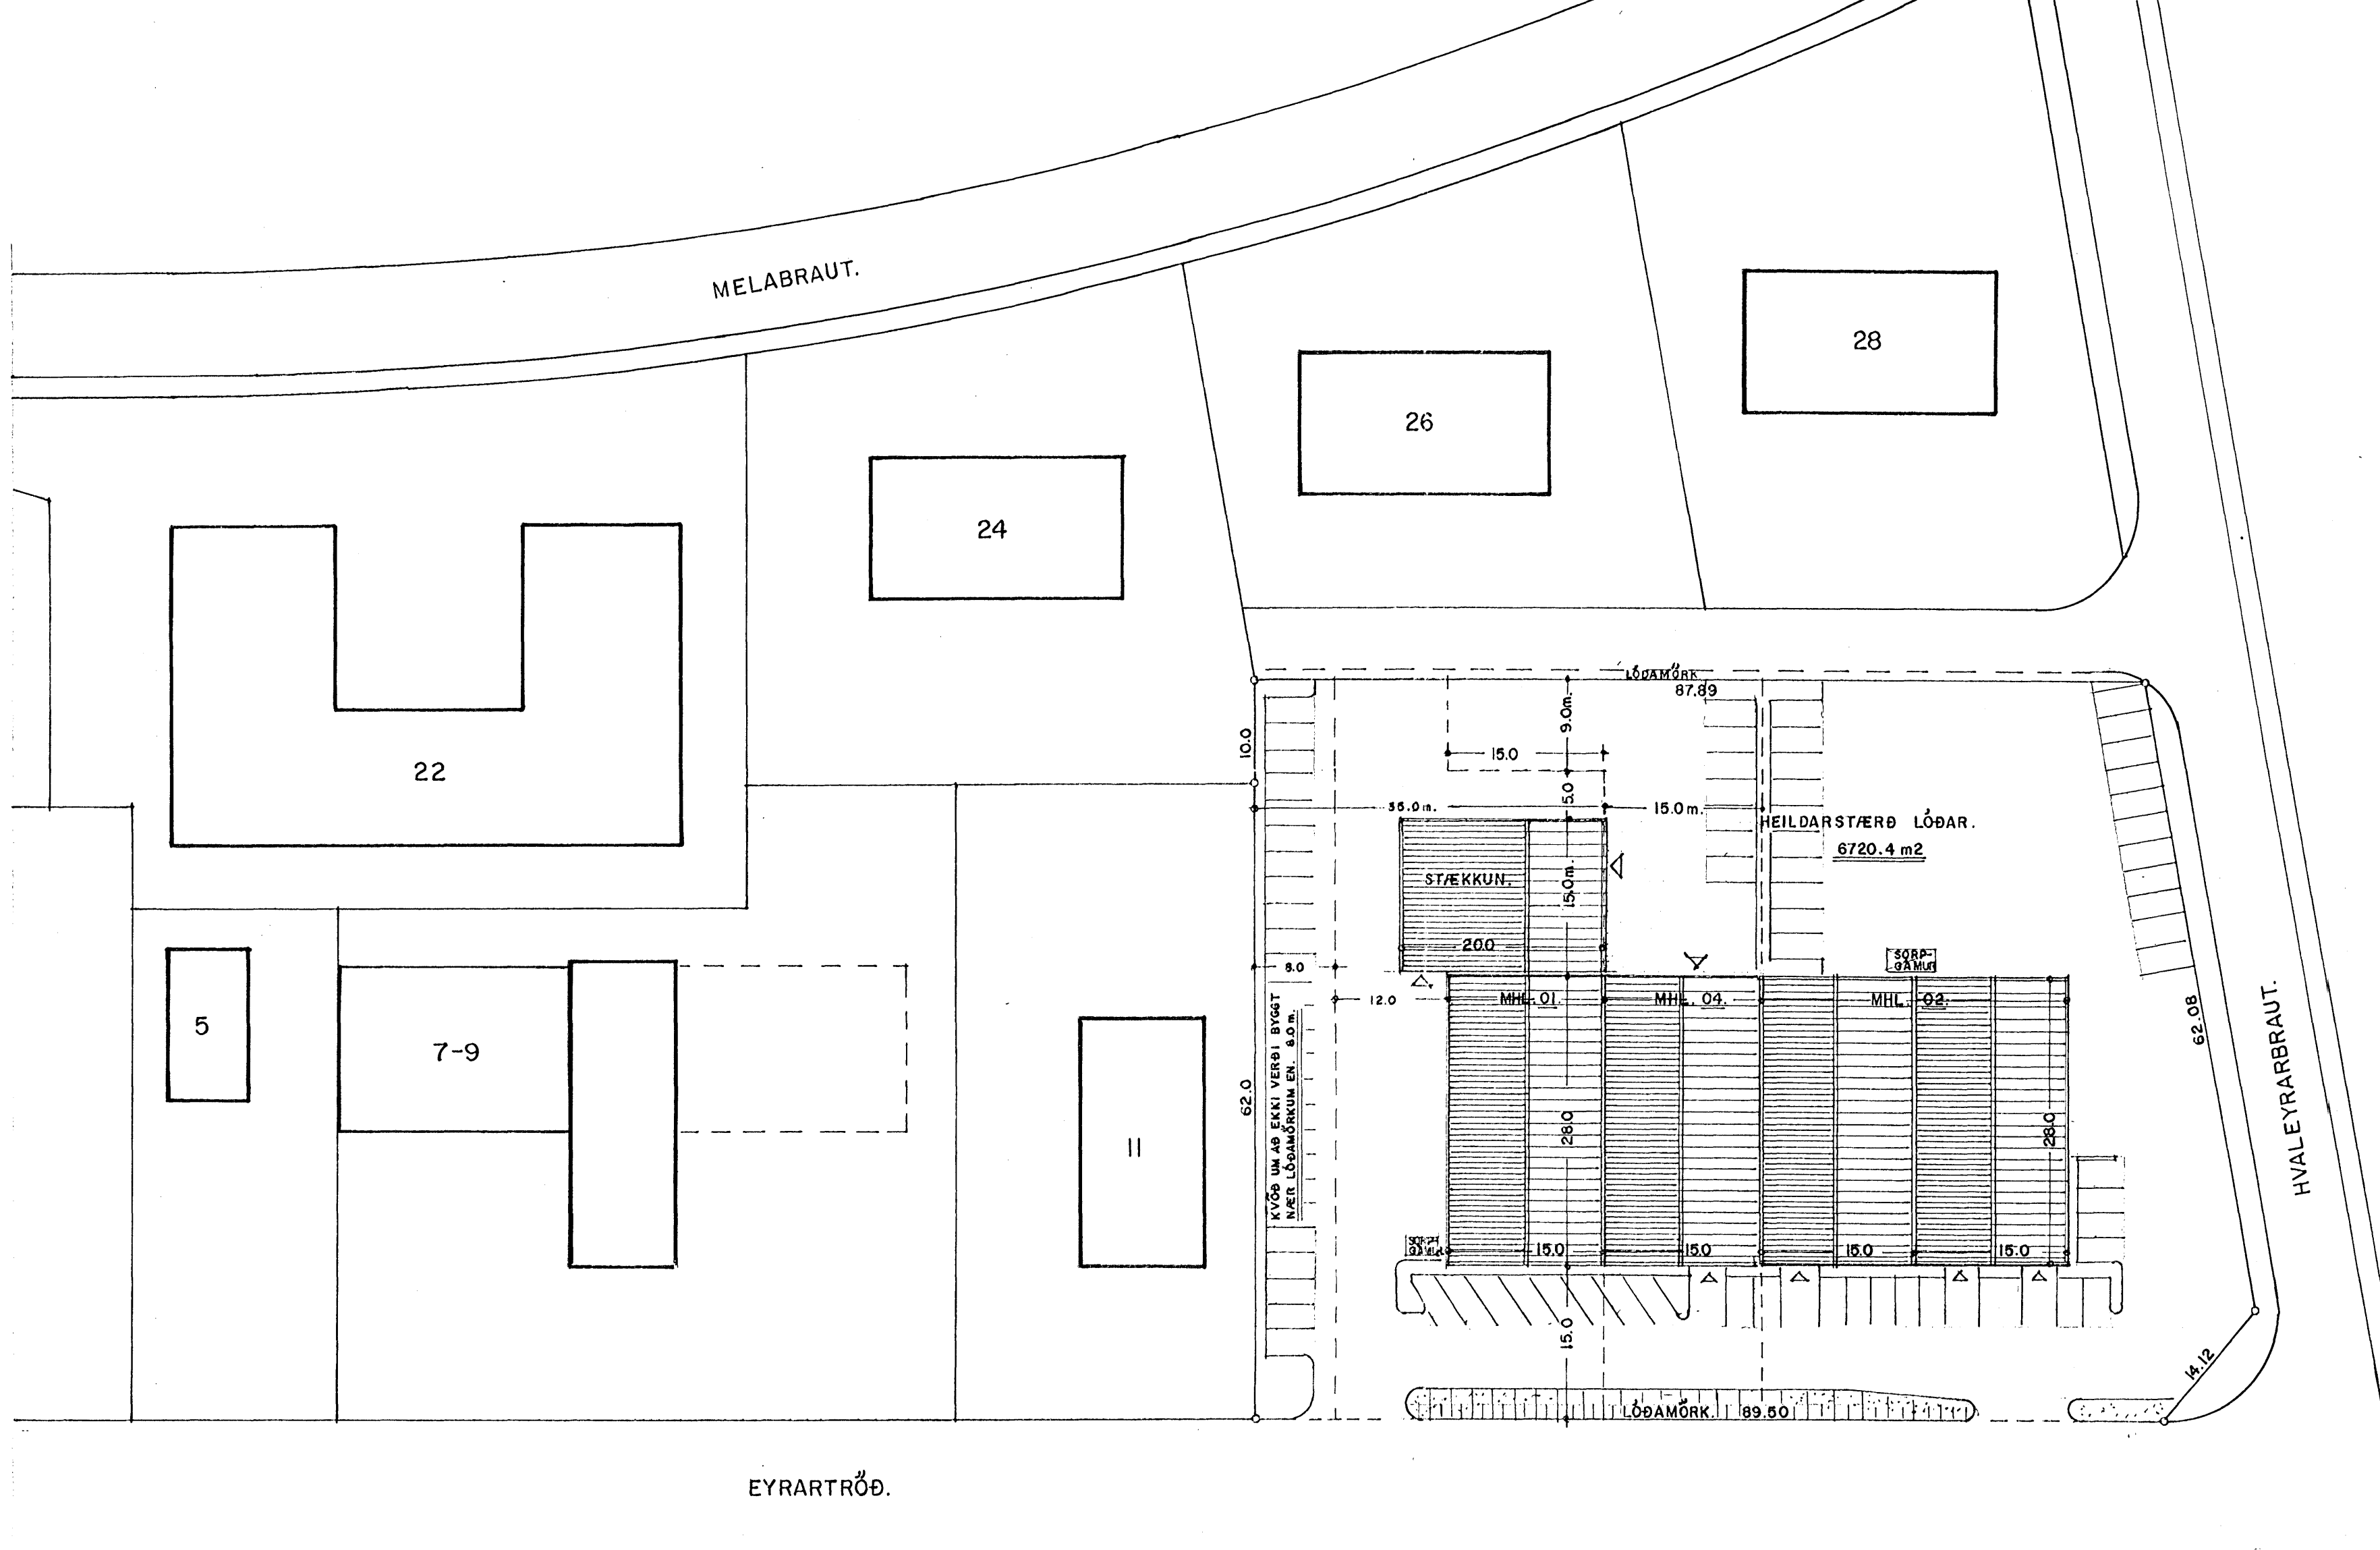 MELABRAUT.
28
26
24
22
LÓÐAMÖRK
87.89
9.0m.
10.0
15.0
5.0
35.0m.
15.0m.
HEILDARSTÆRÐ LÓÐAR.
6720.4 m2
STÆKKUN.
15.0m.
20.0
SORP-
GÁMUR
8.0
12.0
MHL. 01.
MHL. 04.
MHL. 02.
5
7-9
11
62.0
KVÖÐ UM AÐ EKKI VERÐI BYGGT
NÆR LÓÐAMÖRKUM EN. 8.0 m.
28.0
28.0
62.08
HVALEYRARBRAUT.
SORP-
GÁMUR
15.0
15.0
15.0
15.0
15.0
14.12
LÓÐAMÖRK. 89.50
EYRARTRÖÐ.